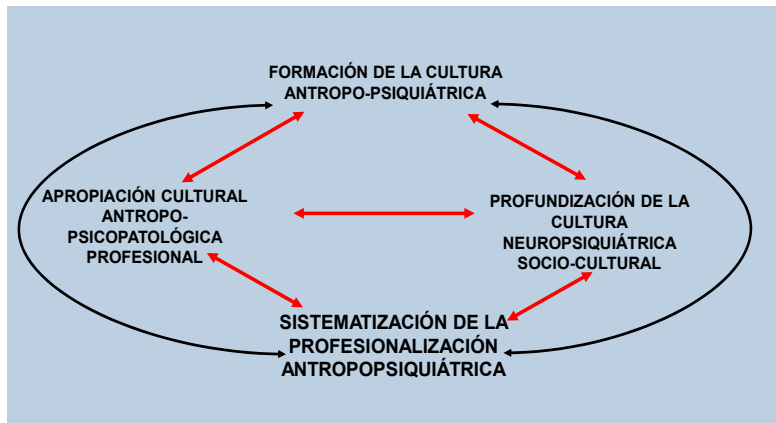 FORMACIÓN DE LA CULTURA
ANTROPO-PSIQUIÁTRICA
APROPIACIÓN CULTURAL
ANTROPO-
PSICOPATOLÓGICA
PROFESIONAL
PROFUNDIZACIÓN DE LA
CULTURA
NEUROPSIQUIÁTRICA
SOCIO-CULTURAL
SISTEMATIZACIÓN DE LA
PROFESIONALIZACIÓN
ANTROPOPSIQUIÁTRICA